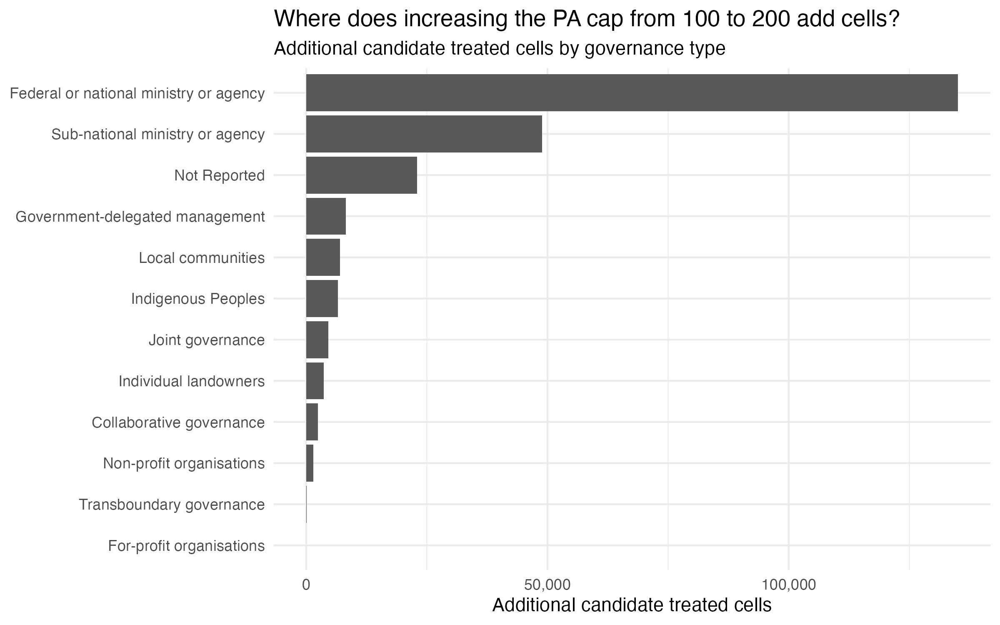 Where does increasing the PA cap from 100 to 200 add cells?
Additional candidate treated cells by governance type
Federal or national ministry or agency
Sub-national ministry or agency
Not Reported
Government-delegated management
Local communities
Indigenous Peoples
Joint governance
Individual landowners
Collaborative governance
Non-profit organisations
Transboundary governance
For-profit organisations
0 50,000 100,000
Additional candidate treated cells